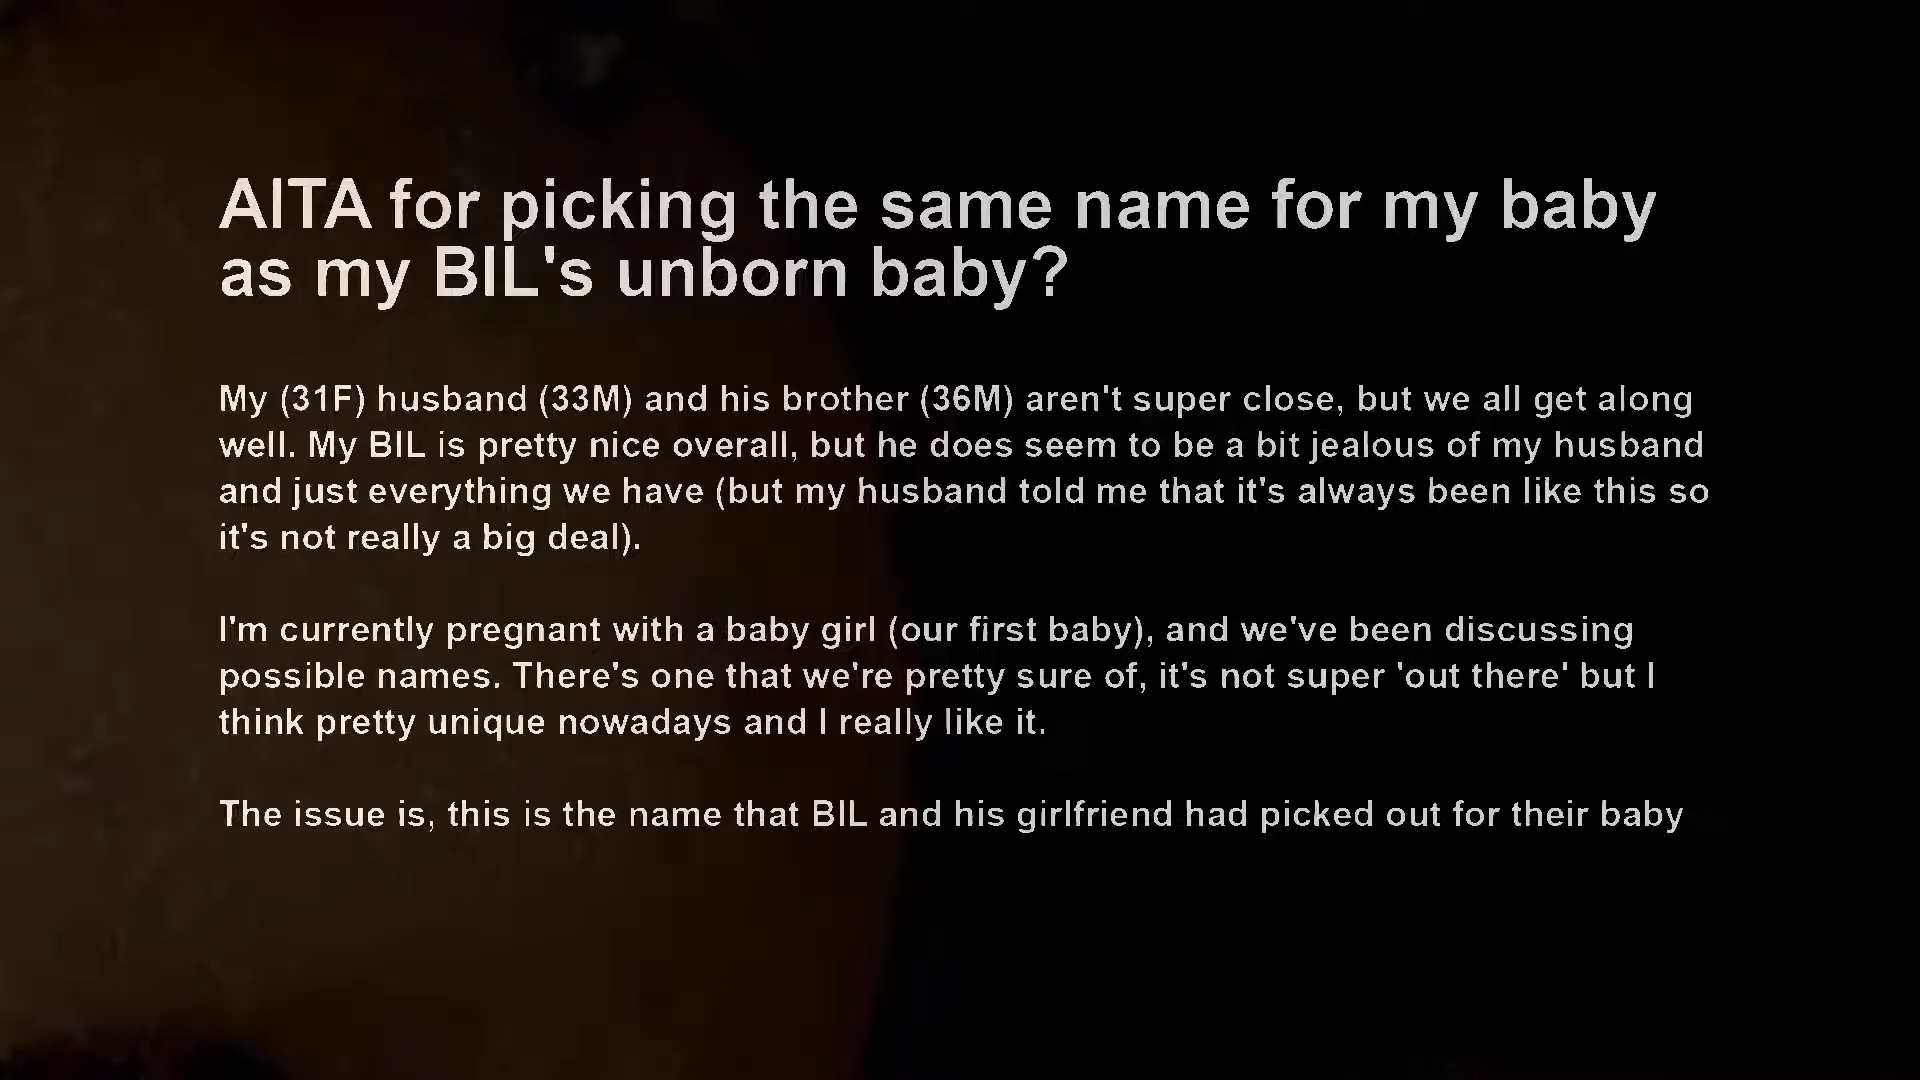 AITA for picking the same name for my baby
as my BIL's unborn baby?
My (31F) husband (33M) and his brother (36M) aren't super close, but we all get along
well. My BIL is pretty nice overall, but he does seem to be a bit jealous of my husband
and just everything we have (but my husband told me that it's always been like this so
it's not really a big deal).
I'm currently pregnant with a baby girl (our first baby), and we've been discussing
possible names. There's one that we're pretty sure of, it's not super 'out there' but I
think pretty unique nowadays and I really like it.
The issue is, this is the name that BIL and his girlfriend had picked out for their baby